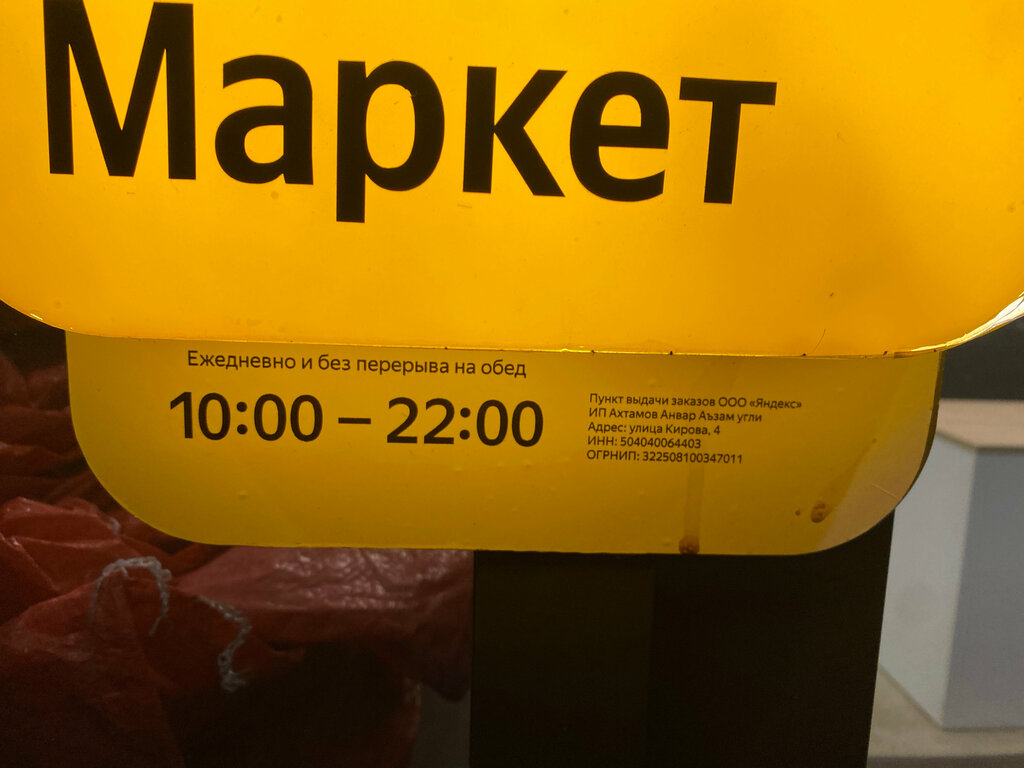 Маркет
Ежедневно и без перерыва на обед
10:00 – 22:00
Пункт выдачи заказов ООО «Яндекс»
ИП Ахтамов Анвар Аъзам угли
Адрес: улица Кирова, 4
ИНН: 504040064403
ОГРНИП: 322508100347011